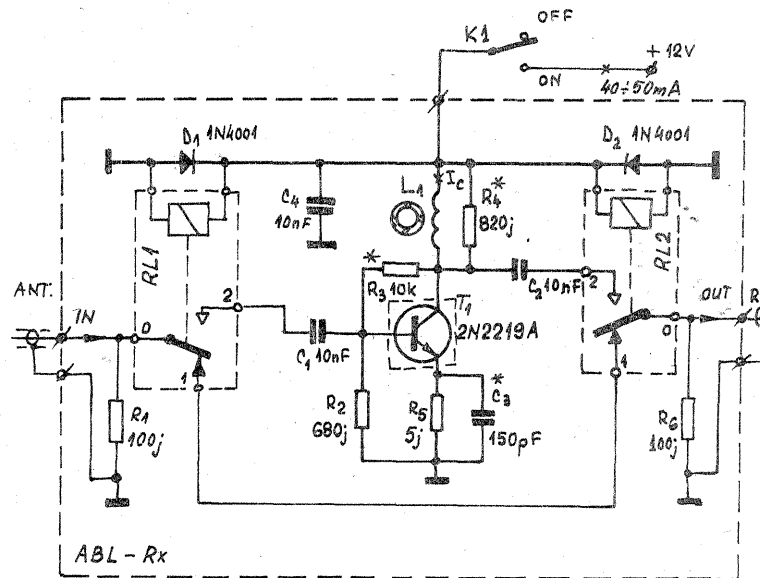 OFF
K1
+ 12V
ON
40÷50mA
D1 1N4001
D2 1N4001
L1
Ic
R4*
820j
C4
10nF
RL1
RL2
ANT.
IN
0
2
1
* R3 10k
C2 10nF
2
T1
2N2219A
C1 10nF
OUT
R
0
1
R1
100j
R2
680j
R5
5j
* C3
150pF
R6
100j
ABL - Rx